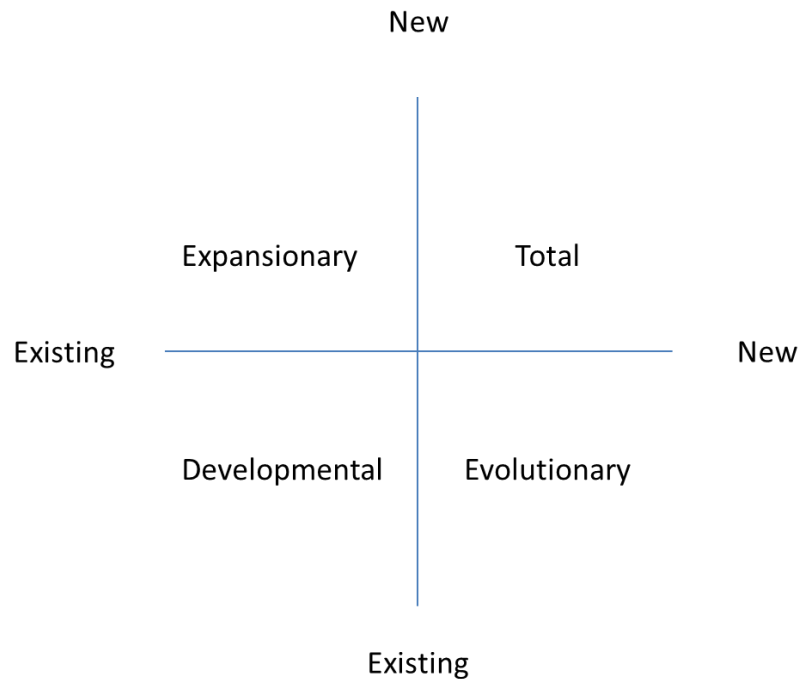 New
Expansionary Total
Existing New
Developmental Evolutionary
Existing